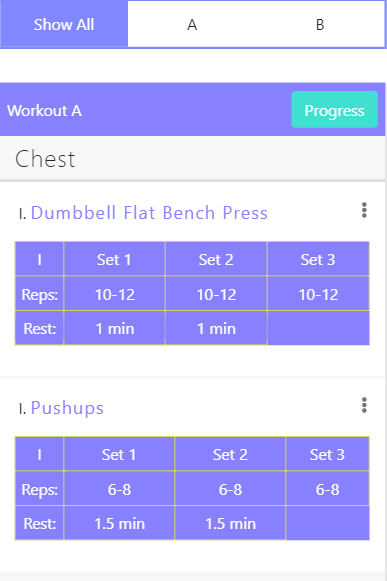 Show All A B
Workout A Progress
Chest
I. Dumbbell Flat Bench Press
I Set 1 Set 2 Set 3
Reps: 10-12 10-12 10-12
Rest: 1 min 1 min
I. Pushups
I Set 1 Set 2 Set 3
Reps: 6-8 6-8 6-8
Rest: 1.5 min 1.5 min